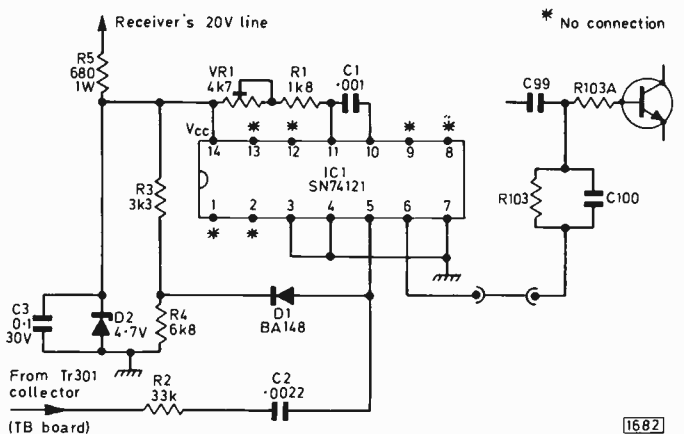 Receiver's 20V line
* No connection
R5
680
1W
VR1
4k7
R1
1k8
C1
.001
C99
R103A
Vcc
* * * *
14 13 12 11 10 9 8
IC1
SN74121
1 2 3 4 5 6 7
* *
R3
3k3
R103
C100
C3
0.1
30V
D2
4.7V
R4
6k8
D1
BA148
From Tr301
collector
(TB board)
R2
33k
C2
.0022
1682